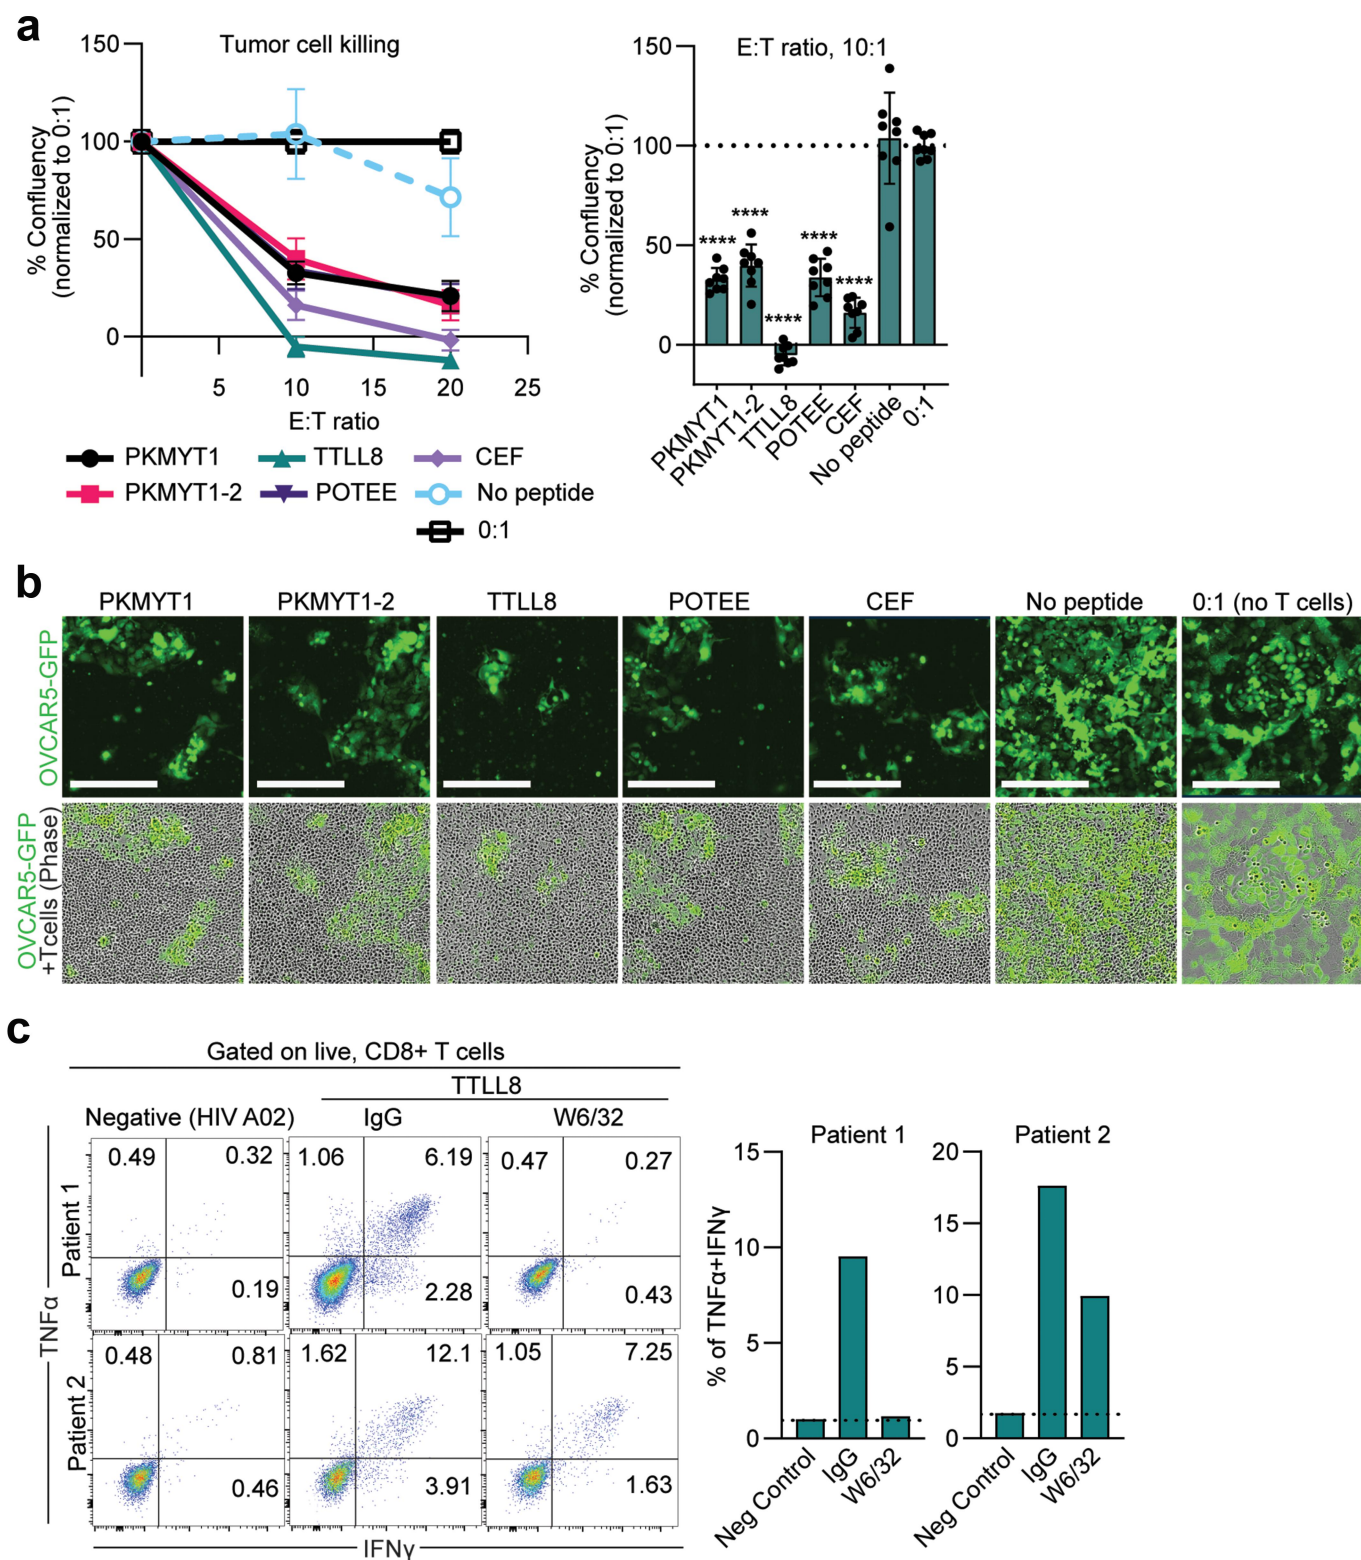 a
Tumor cell killing
% Confluency
(normalized to 0:1)
150
100
50
0
5
10
15
20
25
E:T ratio
PKMYT1
TTLL8
CEF
PKMYT1-2
POTEE
No peptide
0:1
E:T ratio, 10:1
% Confluency
(normalized to 0:1)
150
100
50
0
****
****
****
****
****
PKMYT1
PKMYT1-2
TTLL8
POTEE
CEF
No peptide
0:1
b
PKMYT1
PKMYT1-2
TTLL8
POTEE
CEF
No peptide
0:1 (no T cells)
OVCAR5-GFP
OVCAR5-GFP
+Tcells (Phase)
c
Gated on live, CD8+ T cells
TTLL8
Negative (HIV A02)
IgG
W6/32
Patient 1
0.49
0.32
0.19
1.06
6.19
2.28
0.47
0.27
0.43
Patient 2
0.48
0.81
0.46
1.62
12.1
3.91
1.05
7.25
1.63
TNFα
IFNγ
Patient 1
% of TNFα+IFNγ
15
10
5
0
Neg Control
IgG
W6/32
Patient 2
20
15
10
5
0
Neg Control
IgG
W6/32